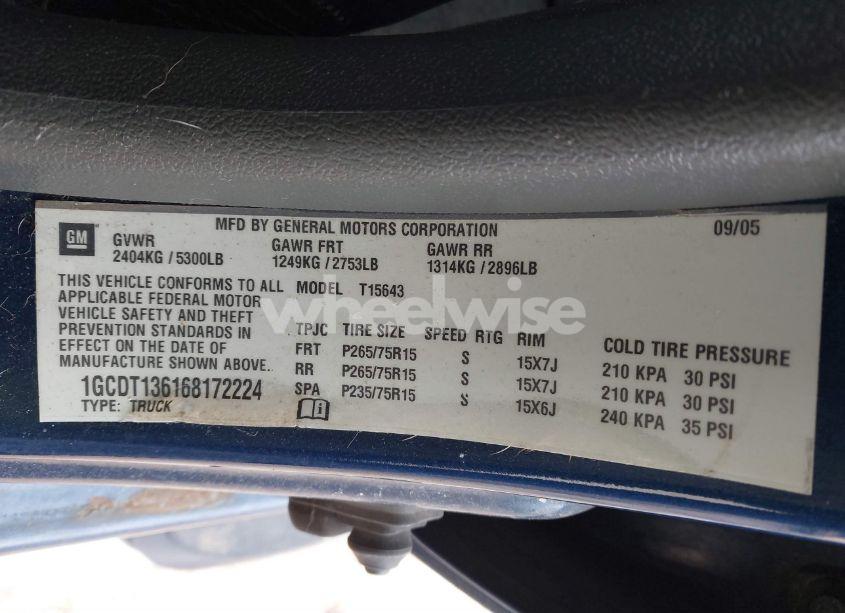 MFD BY GENERAL MOTORS CORPORATION 09/05
GM
GVWR GAWR FRT GAWR RR
2404KG / 5300LB 1249KG / 2753LB 1314KG / 2896LB
THIS VEHICLE CONFORMS TO ALL
APPLICABLE FEDERAL MOTOR
VEHICLE SAFETY AND THEFT
PREVENTION STANDARDS IN
EFFECT ON THE DATE OF
MANUFACTURE SHOWN ABOVE.
1GCDT136168172224
TYPE: TRUCK
MODEL T15643
TPJC TIRE SIZE SPEED RTG RIM COLD TIRE PRESSURE
FRT P265/75R15 S 15X7J 210 KPA 30 PSI
RR P265/75R15 S 15X7J 210 KPA 30 PSI
SPA P235/75R15 S 15X6J 240 KPA 35 PSI
wheelwise